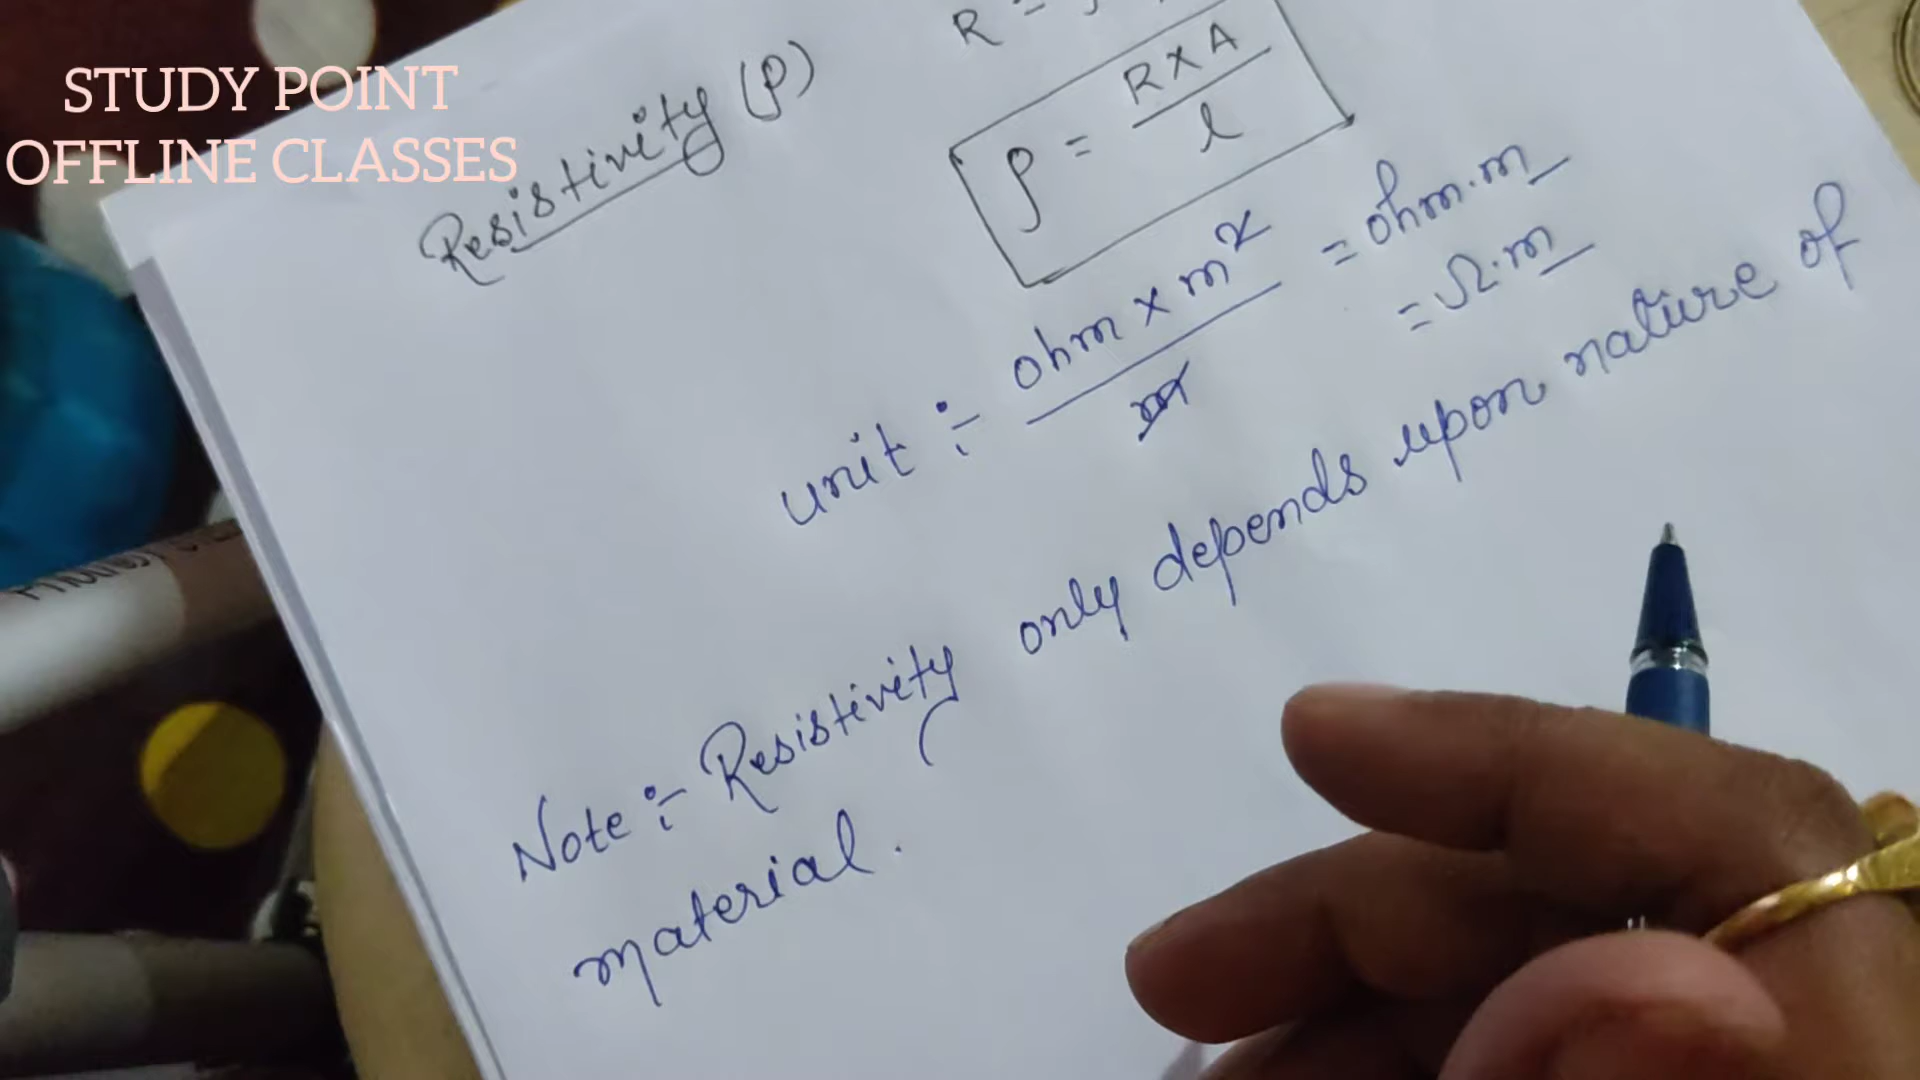 STUDY POINT
OFFLINE CLASSES
Resistivity (ρ)
R =
ρ = R × A / l
unit :- ohm × m² / m = ohm.m
= Ω.m
Note :- Resistivity only depends upon nature of
material.